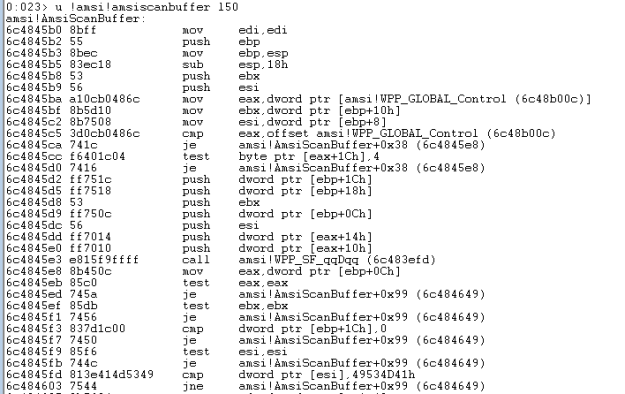 0:023> u !amsi!amsiscanbuffer 150
amsi!AmsiScanBuffer:
6c4845b0 8bff mov edi,edi
6c4845b2 55 push ebp
6c4845b3 8bec mov ebp,esp
6c4845b5 83ec18 sub esp,18h
6c4845b8 53 push ebx
6c4845b9 56 push esi
6c4845ba a10cb0486c mov eax,dword ptr [amsi!WPP_GLOBAL_Control (6c48b00c)]
6c4845bf 8b5d10 mov ebx,dword ptr [ebp+10h]
6c4845c2 8b7508 mov esi,dword ptr [ebp+8]
6c4845c5 3d0cb0486c cmp eax,offset amsi!WPP_GLOBAL_Control (6c48b00c)
6c4845ca 741c je amsi!AmsiScanBuffer+0x38 (6c4845e8)
6c4845cc f6401c04 test byte ptr [eax+1Ch],4
6c4845d0 7416 je amsi!AmsiScanBuffer+0x38 (6c4845e8)
6c4845d2 ff751c push dword ptr [ebp+1Ch]
6c4845d5 ff7518 push dword ptr [ebp+18h]
6c4845d8 53 push ebx
6c4845d9 ff750c push dword ptr [ebp+0Ch]
6c4845dc 56 push esi
6c4845dd ff7014 push dword ptr [eax+14h]
6c4845e0 ff7010 push dword ptr [eax+10h]
6c4845e3 e815f9ffff call amsi!WPP_SF_qqDqq (6c483efd)
6c4845e8 8b450c mov eax,dword ptr [ebp+0Ch]
6c4845eb 85c0 test eax,eax
6c4845ed 745a je amsi!AmsiScanBuffer+0x99 (6c484649)
6c4845ef 85db test ebx,ebx
6c4845f1 7456 je amsi!AmsiScanBuffer+0x99 (6c484649)
6c4845f3 837d1c00 cmp dword ptr [ebp+1Ch],0
6c4845f7 7450 je amsi!AmsiScanBuffer+0x99 (6c484649)
6c4845f9 85f6 test esi,esi
6c4845fb 744c je amsi!AmsiScanBuffer+0x99 (6c484649)
6c4845fd 813e414d5349 cmp dword ptr [esi],49534D41h
6c484603 7544 jne amsi!AmsiScanBuffer+0x99 (6c484649)